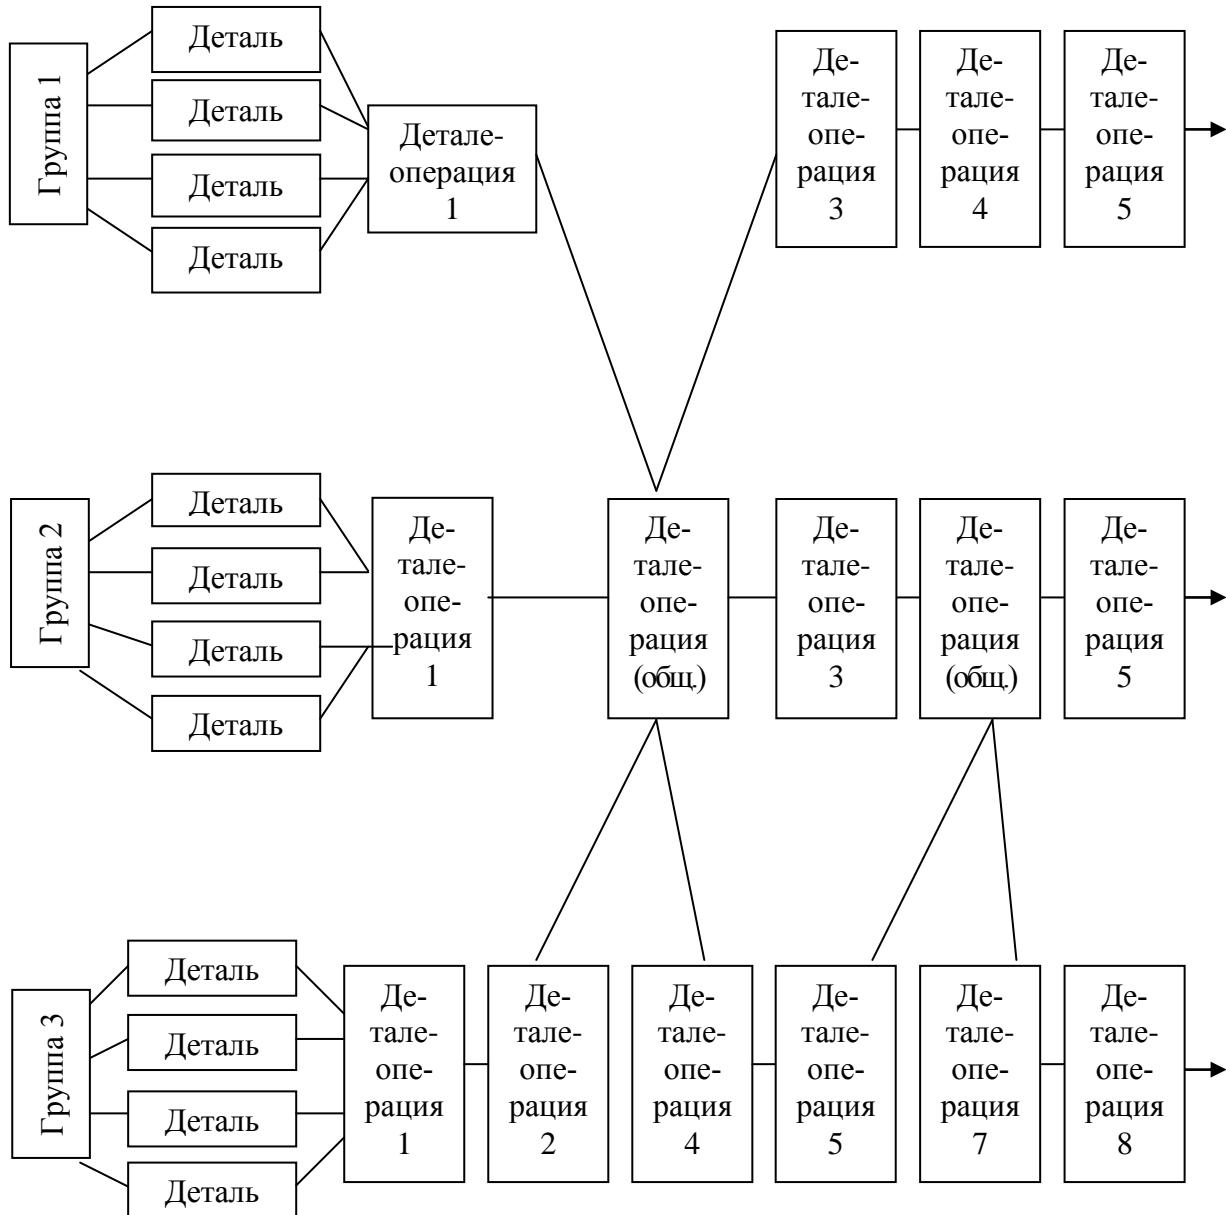 Группа 1
Деталь
Деталь
Деталь
Деталь
Детале-
операция
1
Де-
тале-
опе-
рация
3
Де-
тале-
опе-
рация
4
Де-
тале-
опе-
рация
5
Группа 2
Деталь
Деталь
Деталь
Деталь
Де-
тале-
опе-
рация
1
Де-
тале-
опе-
рация
(общ.)
Де-
тале-
опе-
рация
3
Де-
тале-
опе-
рация
(общ.)
Де-
тале-
опе-
рация
5
Группа 3
Деталь
Деталь
Деталь
Деталь
Де-
тале-
опе-
рация
1
Де-
тале-
опе-
рация
2
Де-
тале-
опе-
рация
4
Де-
тале-
опе-
рация
5
Де-
тале-
опе-
рация
7
Де-
тале-
опе-
рация
8